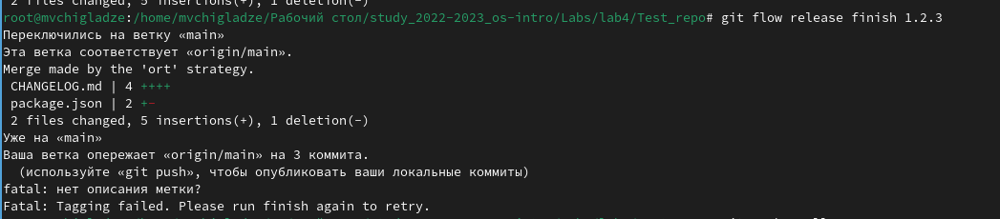 2 files changed, 5 insertions(+), 1 deletion(-)
root@mvchigladze:/home/mvchigladze/Рабочий стол/study_2022-2023_os-intro/Labs/lab4/Test_repo# git flow release finish 1.2.3
Переключились на ветку «main»
Эта ветка соответствует «origin/main».
Merge made by the 'ort' strategy.
 CHANGELOG.md | 4 ++++
 package.json | 2 +-
 2 files changed, 5 insertions(+), 1 deletion(-)
Уже на «main»
Ваша ветка опережает «origin/main» на 3 коммита.
  (используйте «git push», чтобы опубликовать ваши локальные коммиты)
fatal: нет описания метки?
Fatal: Tagging failed. Please run finish again to retry.